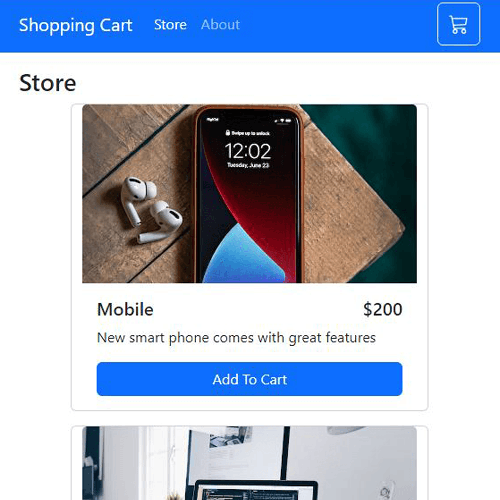 Shopping Cart Store About
Store
Swipe up to unlock
12:02
Tuesday, June 23
Mobile $200
New smart phone comes with great features
Add To Cart